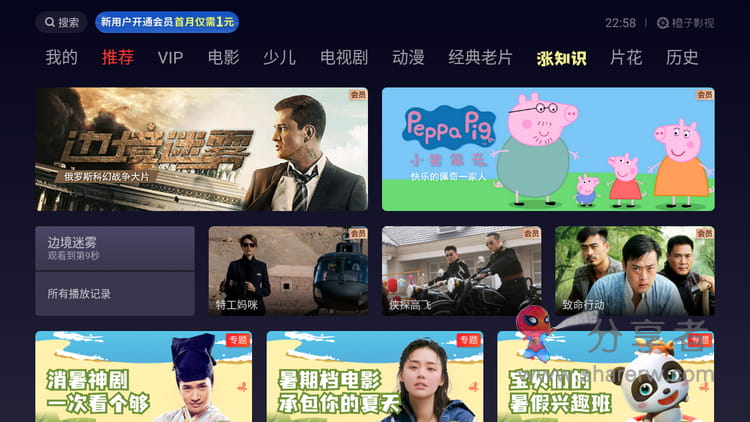 搜索
新用户开通会员首月仅需1元
22:58
橙子影视
我的 推荐 VIP 电影 少儿 电视剧 动漫 经典老片 涨知识 片花 历史
会员
边境迷雾
俄罗斯科幻战争大片
会员
Peppa Pig
小猪佩奇
快乐的佩奇一家人
边境迷雾
观看到第9秒
所有播放记录
会员
特工妈咪
会员
侠探高飞
会员
致命行动
分享者
www.sharerw.com
专题
消暑神剧
一次看个够
专题
暑期档电影
承包你的夏天
专题
宝贝们的
暑假兴趣班